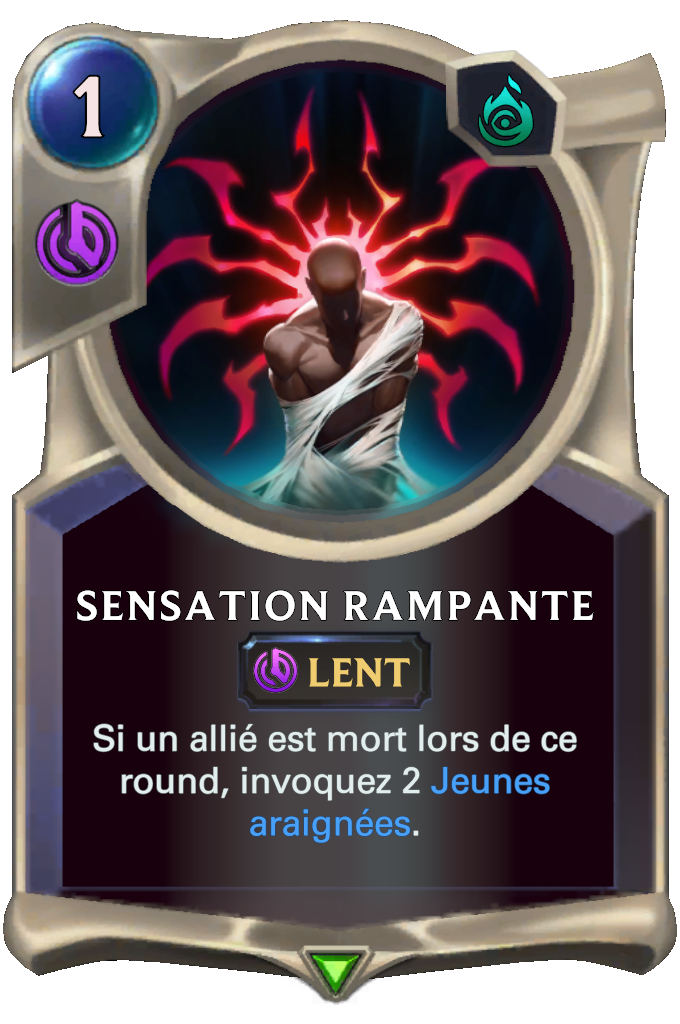 1
SENSATION RAMPANTE
LENT
Si un allié est mort lors de ce
round, invoquez 2 Jeunes
araignées.